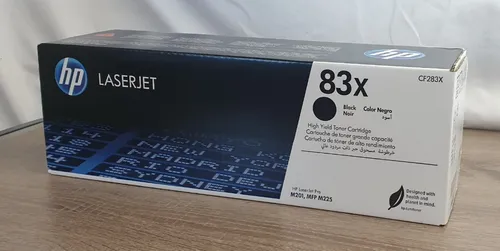 hp
LASERJET
83x
CF283X
Black
Noir
Color Negro
أسود
High Yield Toner Cartridge
Cartouche de toner grande capacité
Cartucho de tóner de alto rendimiento
HP LaserJet Pro
M201, MFP M225
Designed with
health and
planet in mind.